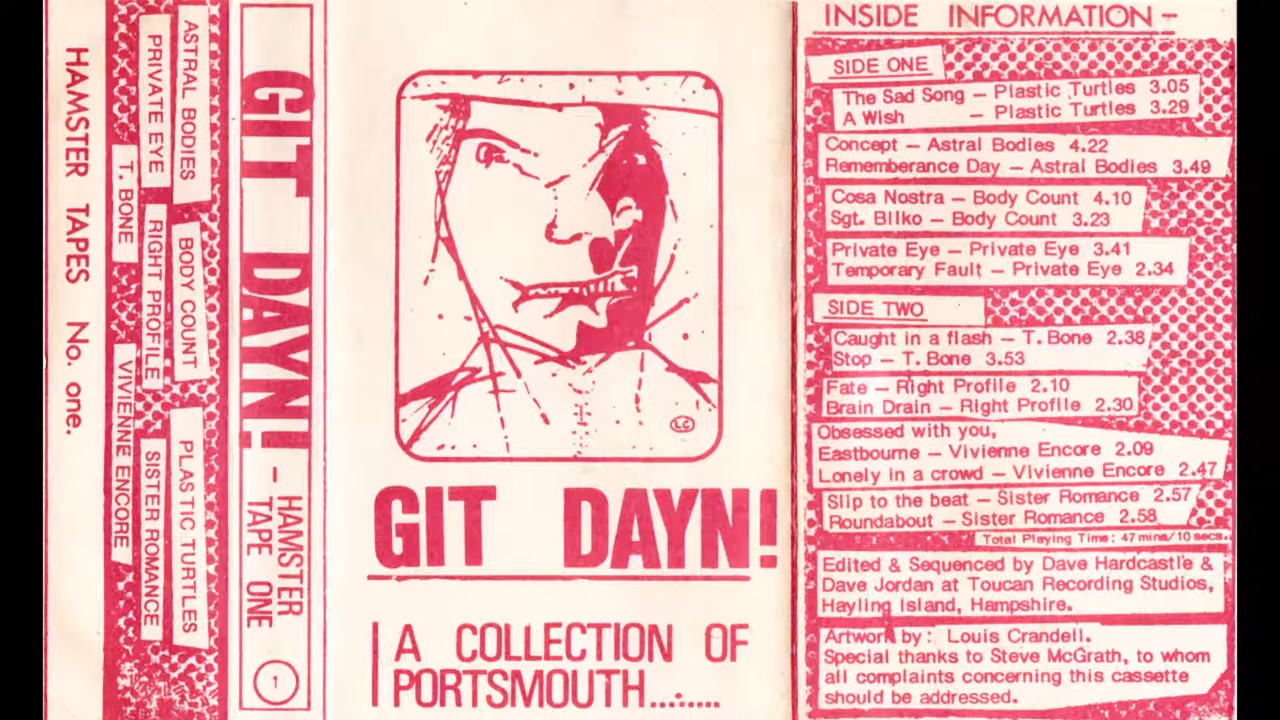 HAMSTER TAPES No. one.
ASTRAL BODIES
PRIVATE EYE
T. BONE
BODY COUNT
RIGHT PROFILE
VIVIENNE ENCORE
PLASTIC TURTLES
SISTER ROMANCE
GIT DAYN! - HAMSTER
TAPE ONE
1
LC
GIT DAYN!
A COLLECTION OF
PORTSMOUTH........
INSIDE INFORMATION –
SIDE ONE
The Sad Song – Plastic Turtles 3.05
A Wish – Plastic Turtles 3.29
Concept – Astral Bodies 4.22
Rememberance Day – Astral Bodies 3.49
Cosa Nostra – Body Count 4.10
Sgt. Bilko – Body Count 3.23
Private Eye – Private Eye 3.41
Temporary Fault – Private Eye 2.34
SIDE TWO
Caught in a flash – T. Bone 2.38
Stop – T. Bone 3.53
Fate – Right Profile 2.10
Brain Drain – Right Profile 2.30
Obsessed with you,
Eastbourne – Vivienne Encore 2.09
Lonely in a crowd – Vivienne Encore 2.47
Slip to the beat – Sister Romance 2.57
Roundabout – Sister Romance 2.58
Total Playing Time: 47 mins/10 secs.
Edited & Sequenced by Dave Hardcastle &
Dave Jordan at Toucan Recording Studios,
Hayling Island, Hampshire.
Artwork by: Louis Crandell.
Special thanks to Steve McGrath, to whom
all complaints concerning this cassette
should be addressed.